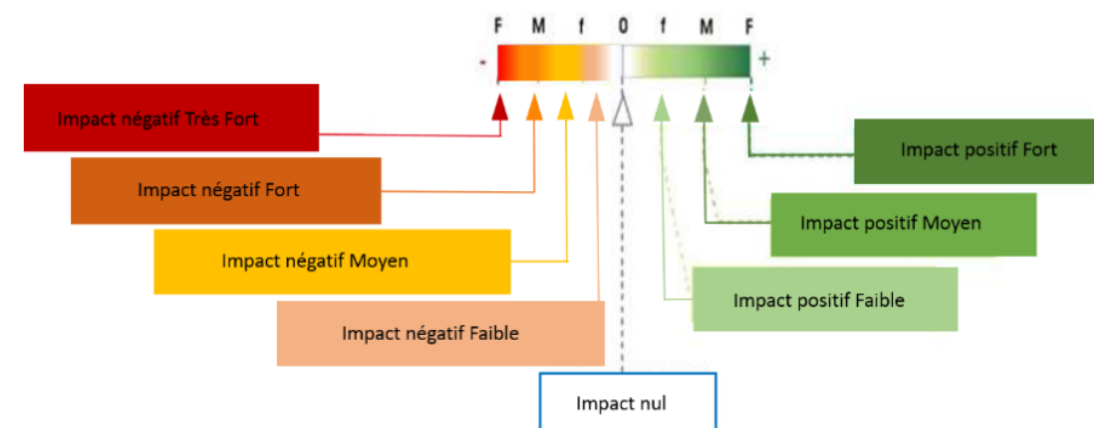 F M f 0 f M F
- +
Impact négatif Très Fort
Impact positif Fort
Impact négatif Fort
Impact positif Moyen
Impact négatif Moyen
Impact positif Faible
Impact négatif Faible
Impact nul